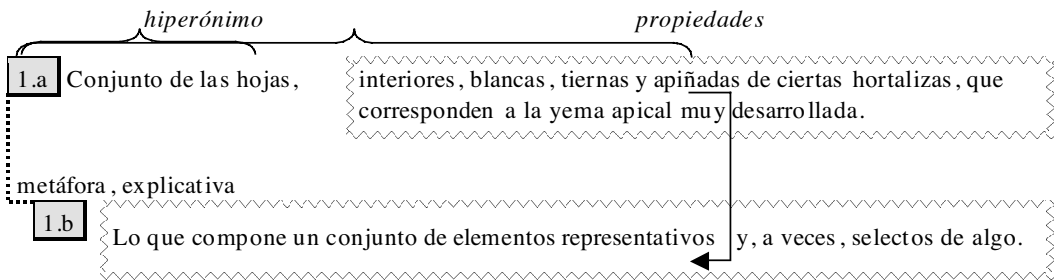 hiperónimo propiedades
1.a Conjunto de las hojas, interiores, blancas, tiernas y apiñadas de ciertas hortalizas, que
corresponden a la yema apical muy desarrollada.
metáfora, explicativa
1.b Lo que compone un conjunto de elementos representativos y, a veces, selectos de algo.